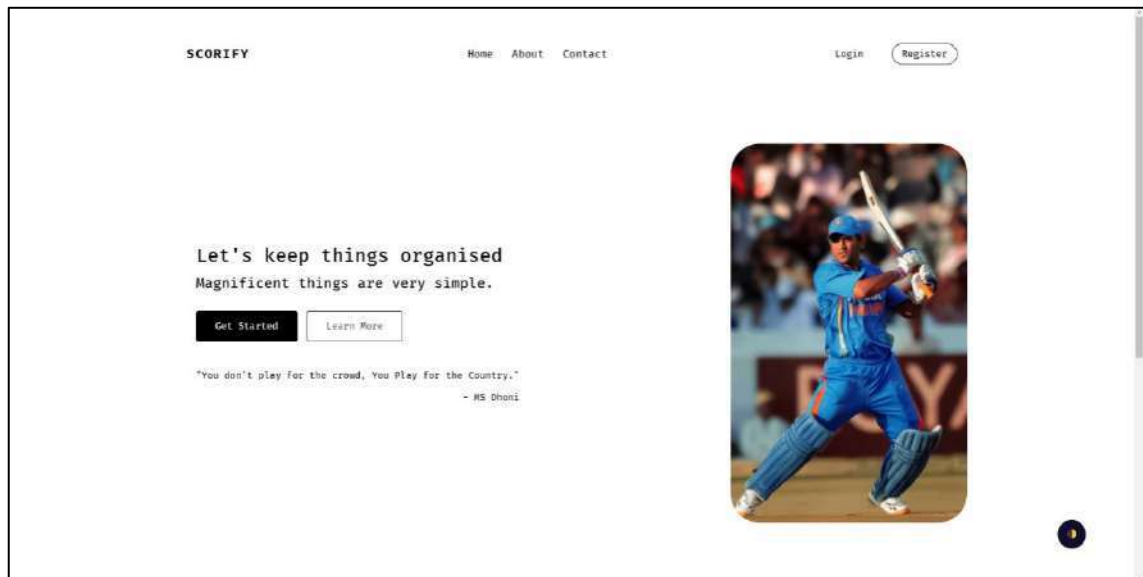 SCORIFY
Home About Contact
Login Register
Let's keep things organised
Magnificent things are very simple.
Get Started Learn More
"You don't play for the crowd, You Play for the Country."
- MS Dhoni